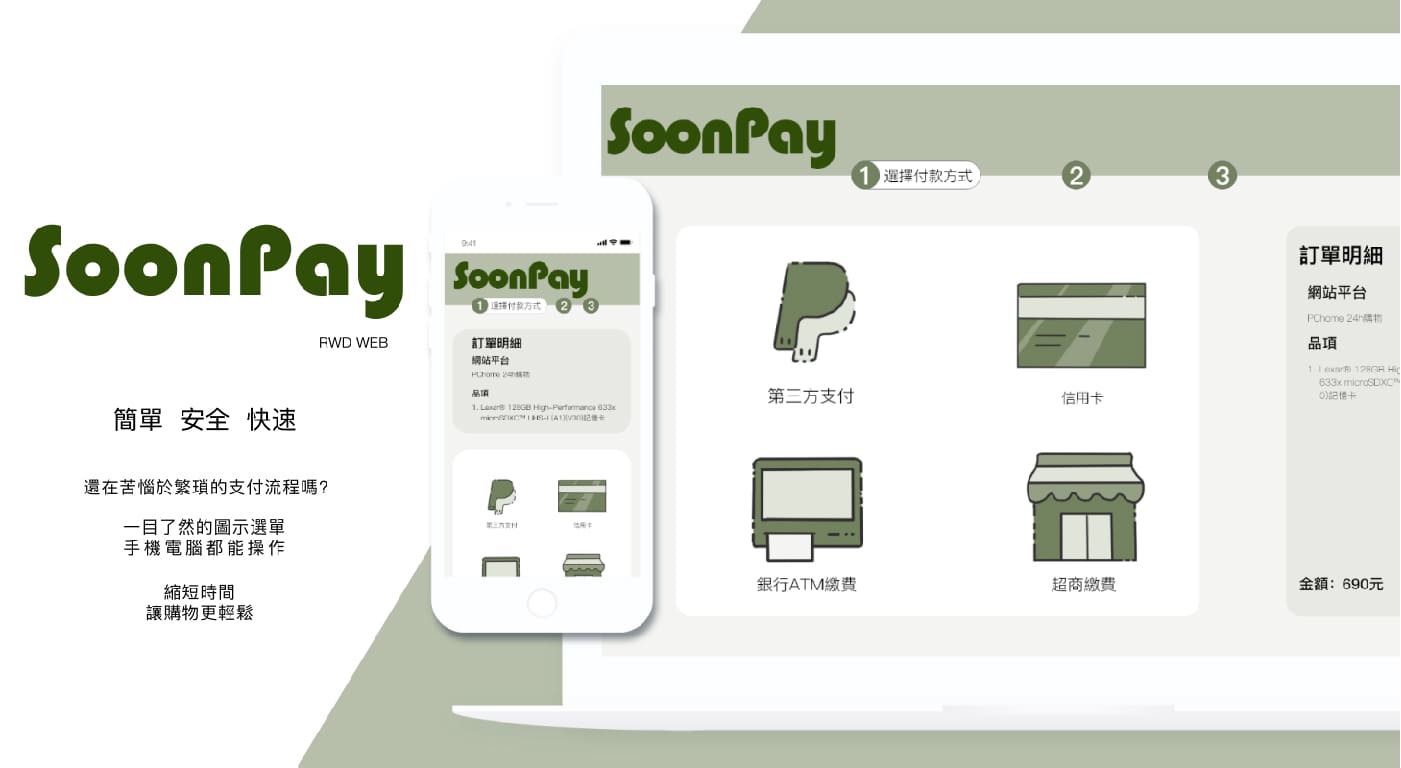 SoonPay
RWD WEB
簡單 安全 快速
還在苦惱於繁瑣的支付流程嗎?
一目了然的圖示選單
手機電腦都能操作
縮短時間
讓購物更輕鬆
9:41
SoonPay
1 選擇付款方式 2 3
訂單明細
網站平台
PChome 24h購物
品項
1. Lexar® 128GB High-Performance 633x
microSDXC™ UHS-I (A1)(V30)記憶卡
第三方支付
信用卡
SoonPay
1 選擇付款方式 2 3
第三方支付
信用卡
銀行ATM繳費
超商繳費
訂單明細
網站平台
PChome 24h購物
品項
1. Lexar® 128GB Hig
633x microSDXC™
0)記憶卡
金額：690元